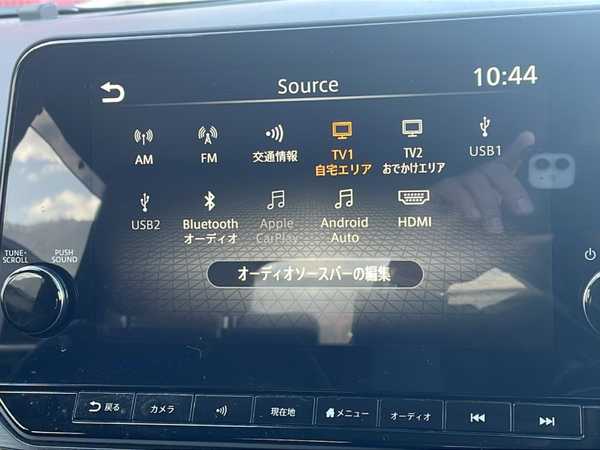 Source
10:44
AM
FM
交通情報
TV1
自宅エリア
TV2
おでかけエリア
USB1
USB2
Bluetooth
オーディオ
Apple
CarPlay
Android
Auto
HDMI
オーディオソースバーの編集
TUNE•
SCROLL
PUSH
SOUND
戻る
カメラ
現在地
メニュー
オーディオ